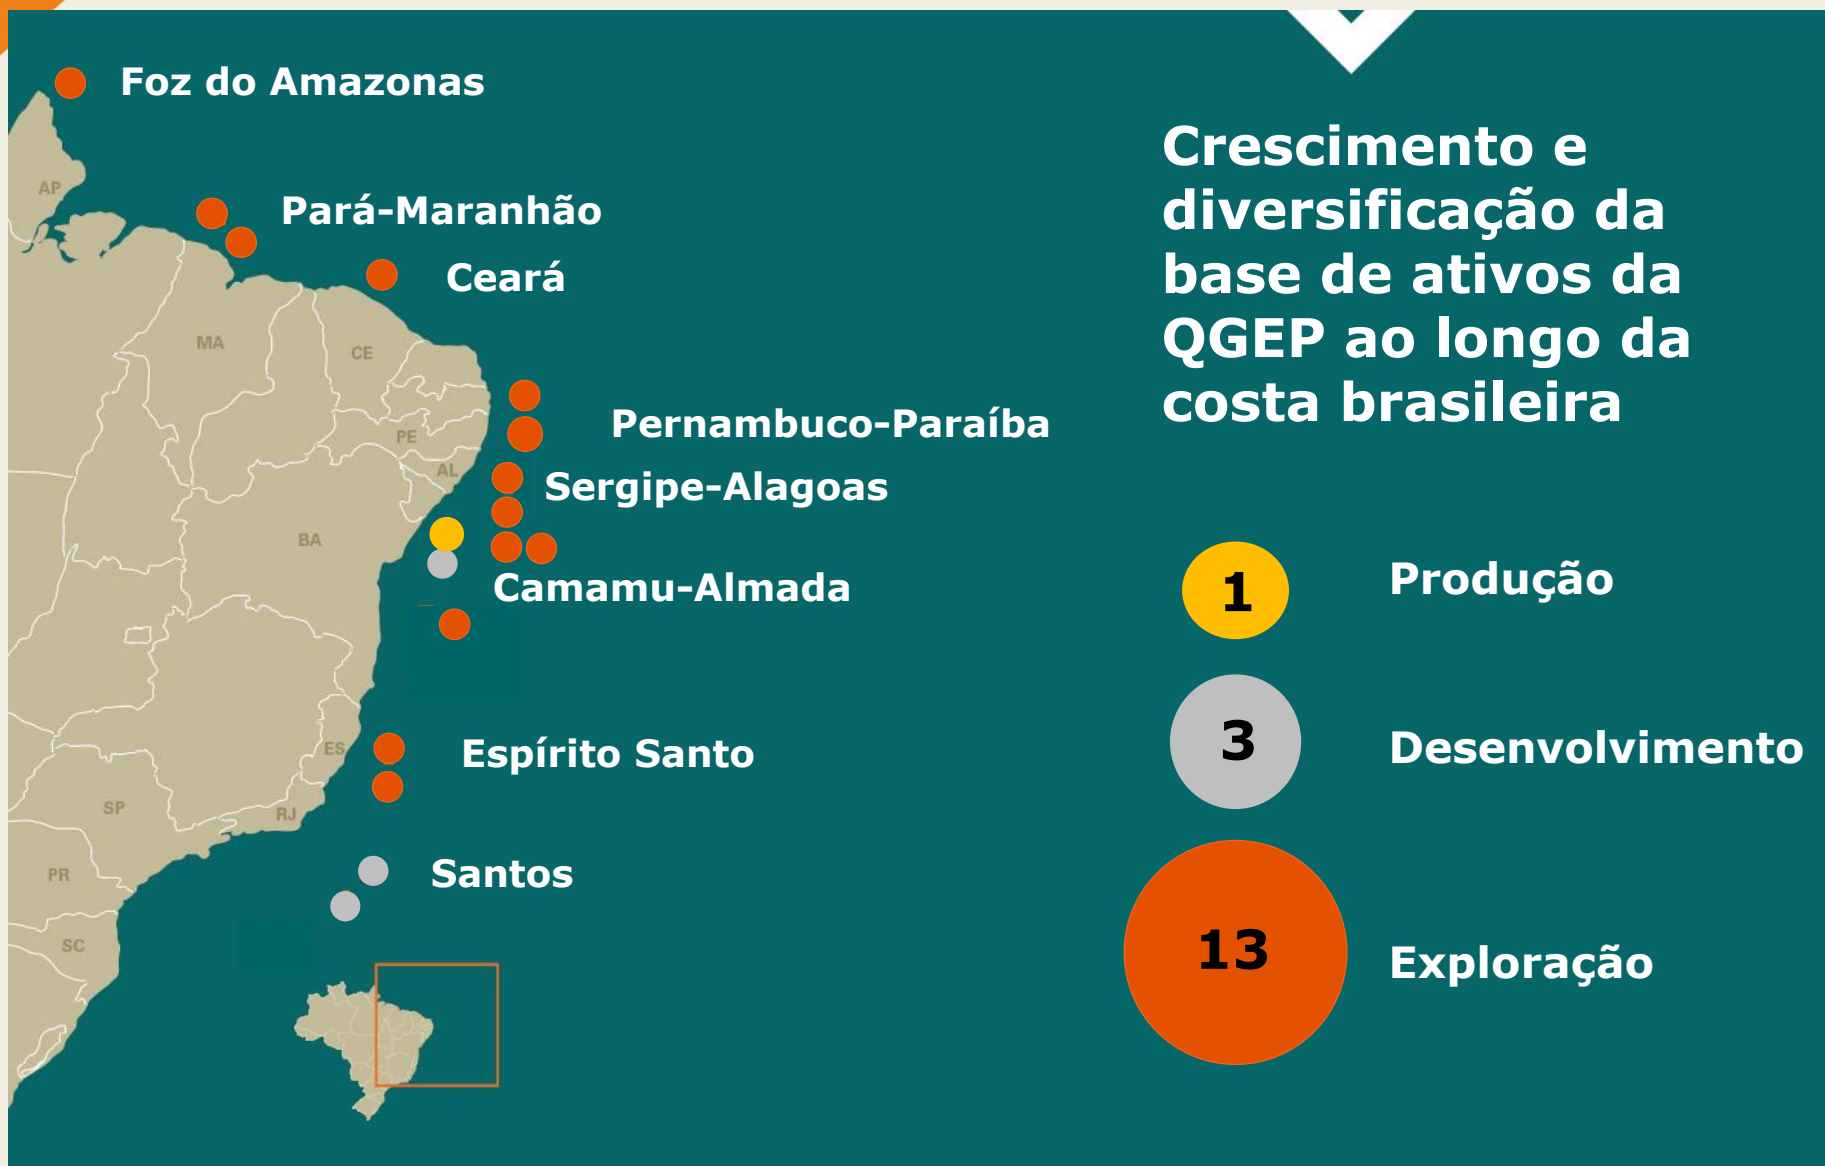 Foz do Amazonas
AP
Pará-Maranhão
Ceará
MA
CE
PE
Pernambuco-Paraíba
AL
Sergipe-Alagoas
BA
Camamu-Almada
ES
Espírito Santo
SP
RJ
PR
Santos
SC
Crescimento e
diversificação da
base de ativos da
QGEP ao longo da
costa brasileira
1 Produção
3 Desenvolvimento
13 Exploração